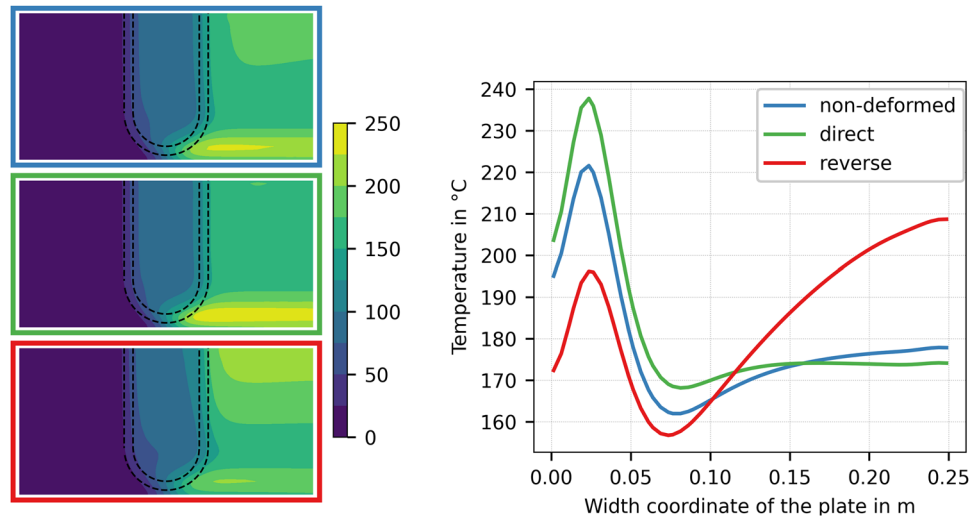 250
200
150
100
50
0
240
230
220
210
200
190
180
170
160
Temperature in °C
non-deformed
direct
reverse
0.00 0.05 0.10 0.15 0.20 0.25
Width coordinate of the plate in m